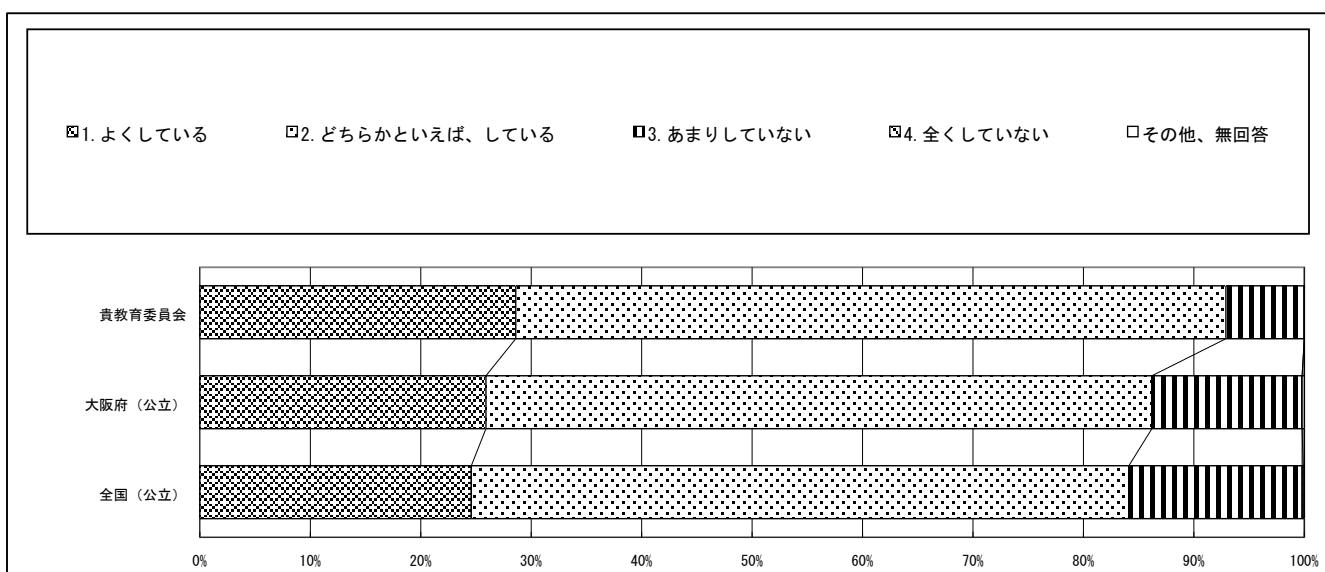 1. よくしている 2. どちらかといえば、している 3. あまりしていない 4. 全くしていない その他、無回答
貴教育委員会
大阪府（公立）
全国（公立）
0% 10% 20% 30% 40% 50% 60% 70% 80% 90% 100%